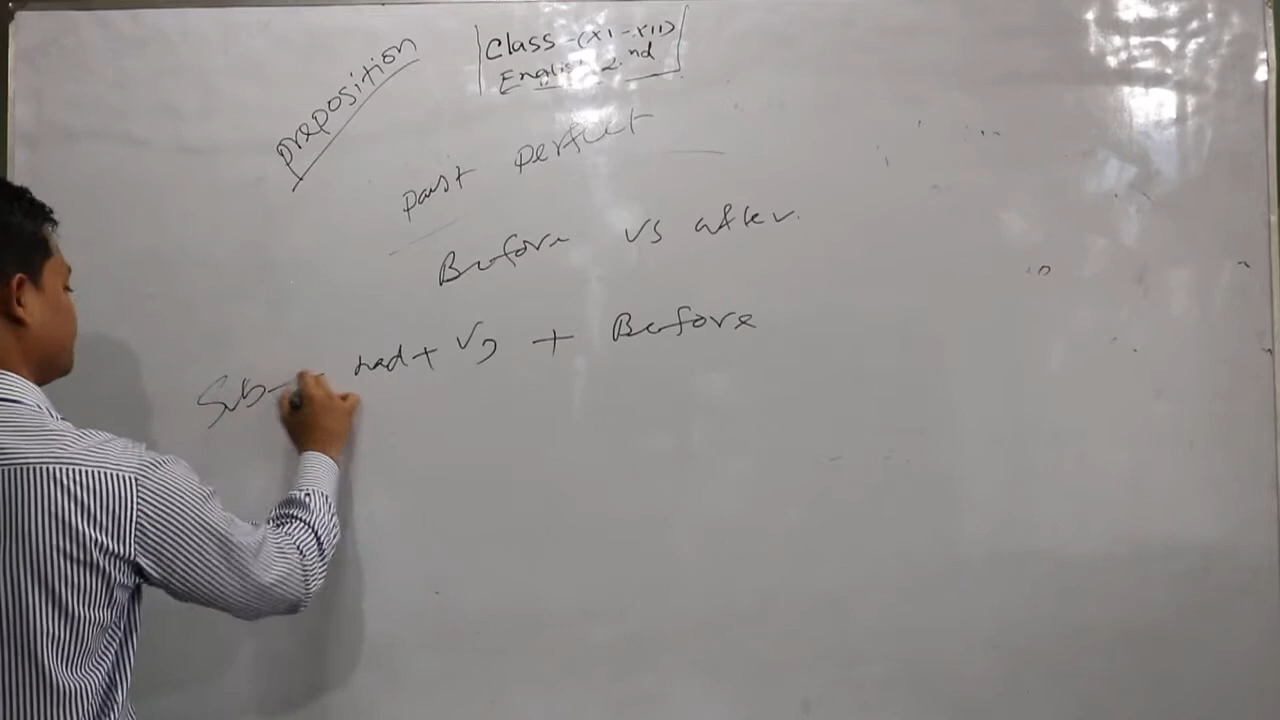 preposition
Class-(XI-XII)
English 2nd
past perfect
Before vs after.
Sub+ had+ V3 + Before